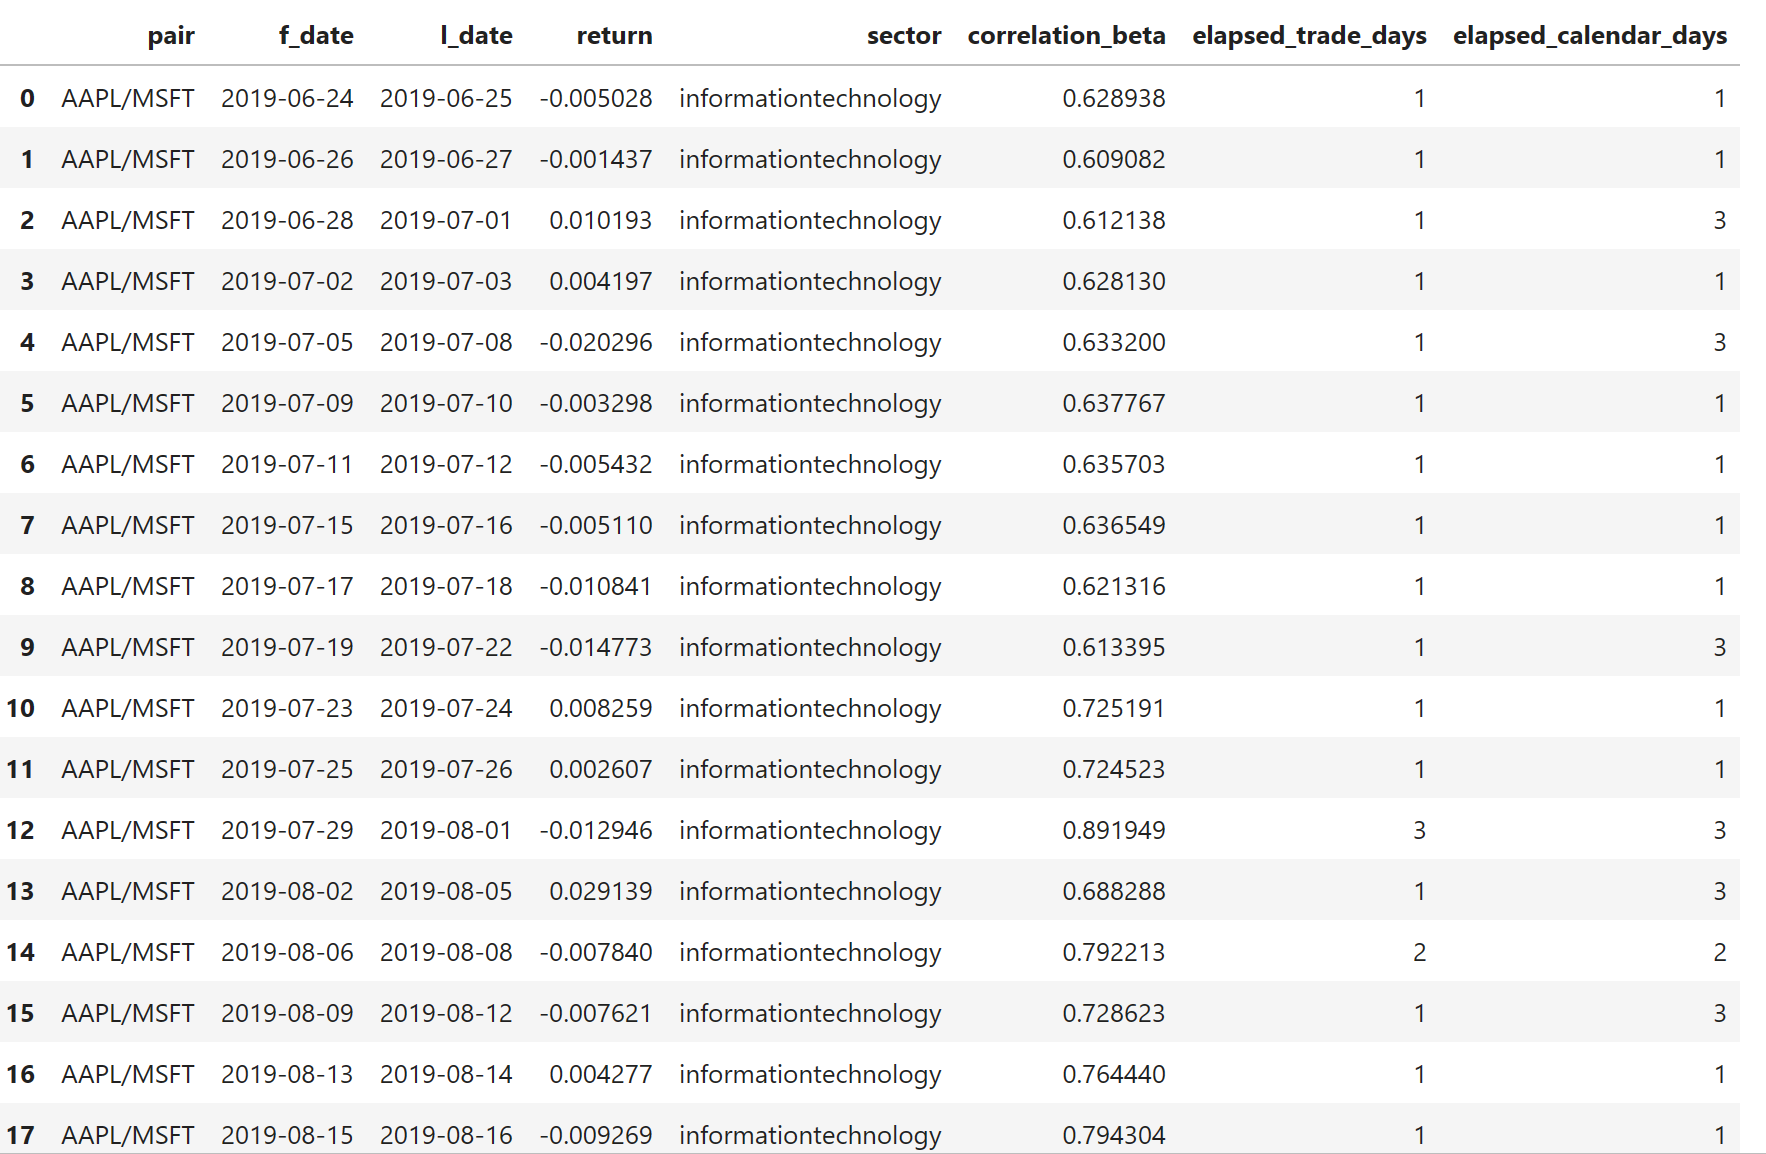 pair f_date l_date return sector correlation_beta elapsed_trade_days elapsed_calendar_days
0 AAPL/MSFT 2019-06-24 2019-06-25 -0.005028 informationtechnology 0.628938 1 1
1 AAPL/MSFT 2019-06-26 2019-06-27 -0.001437 informationtechnology 0.609082 1 1
2 AAPL/MSFT 2019-06-28 2019-07-01 0.010193 informationtechnology 0.612138 1 3
3 AAPL/MSFT 2019-07-02 2019-07-03 0.004197 informationtechnology 0.628130 1 1
4 AAPL/MSFT 2019-07-05 2019-07-08 -0.020296 informationtechnology 0.633200 1 3
5 AAPL/MSFT 2019-07-09 2019-07-10 -0.003298 informationtechnology 0.637767 1 1
6 AAPL/MSFT 2019-07-11 2019-07-12 -0.005432 informationtechnology 0.635703 1 1
7 AAPL/MSFT 2019-07-15 2019-07-16 -0.005110 informationtechnology 0.636549 1 1
8 AAPL/MSFT 2019-07-17 2019-07-18 -0.010841 informationtechnology 0.621316 1 1
9 AAPL/MSFT 2019-07-19 2019-07-22 -0.014773 informationtechnology 0.613395 1 3
10 AAPL/MSFT 2019-07-23 2019-07-24 0.008259 informationtechnology 0.725191 1 1
11 AAPL/MSFT 2019-07-25 2019-07-26 0.002607 informationtechnology 0.724523 1 1
12 AAPL/MSFT 2019-07-29 2019-08-01 -0.012946 informationtechnology 0.891949 3 3
13 AAPL/MSFT 2019-08-02 2019-08-05 0.029139 informationtechnology 0.688288 1 3
14 AAPL/MSFT 2019-08-06 2019-08-08 -0.007840 informationtechnology 0.792213 2 2
15 AAPL/MSFT 2019-08-09 2019-08-12 -0.007621 informationtechnology 0.728623 1 3
16 AAPL/MSFT 2019-08-13 2019-08-14 0.004277 informationtechnology 0.764440 1 1
17 AAPL/MSFT 2019-08-15 2019-08-16 -0.009269 informationtechnology 0.794304 1 1